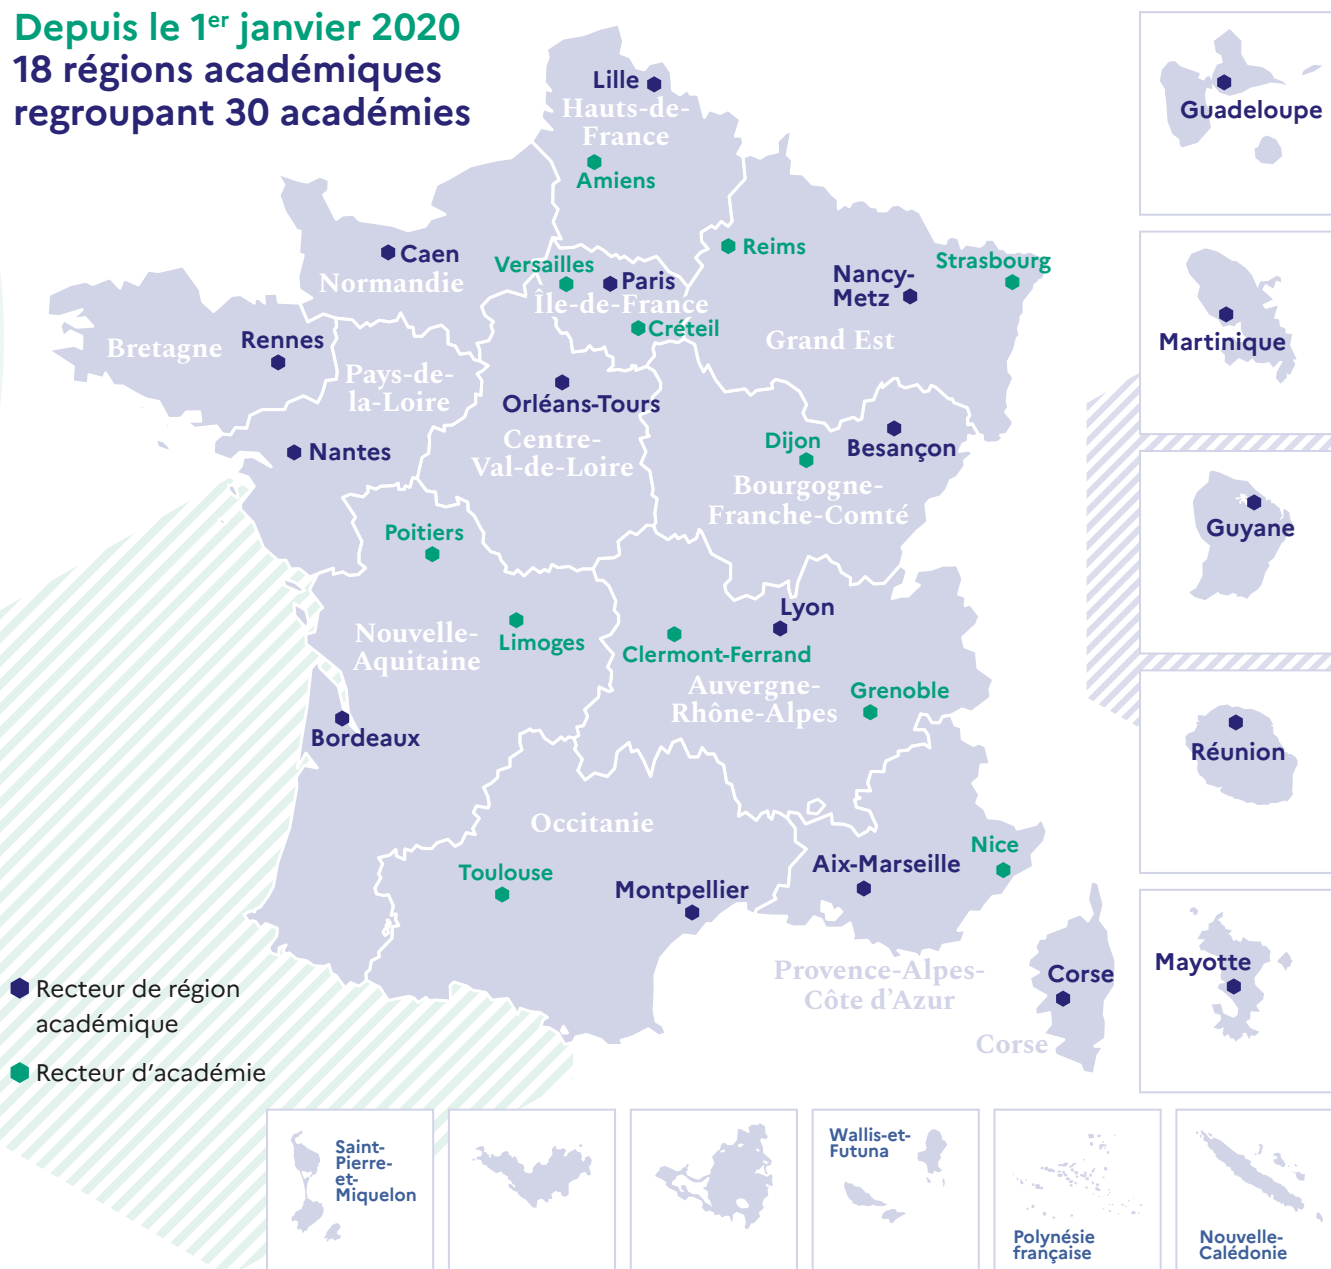 Depuis le 1er janvier 2020
18 régions académiques
regroupant 30 académies
Lille
Hauts-de-
France
Amiens
Guadeloupe
Caen
Normandie
Versailles
Paris
Île-de-France
Créteil
Reims
Nancy-
Metz
Strasbourg
Grand Est
Martinique
Bretagne
Rennes
Pays-de-
la-Loire
Nantes
Orléans-Tours
Centre-
Val-de-Loire
Dijon
Besançon
Bourgogne-
Franche-Comté
Guyane
Poitiers
Limoges
Nouvelle-
Aquitaine
Bordeaux
Lyon
Clermont-Ferrand
Auvergne-
Rhône-Alpes
Grenoble
Réunion
Occitanie
Toulouse
Montpellier
Aix-Marseille
Nice
Provence-Alpes-
Côte d’Azur
Corse
Corse
Mayotte
Recteur de région
académique
Recteur d’académie
Saint-
Pierre-
et-
Miquelon
Wallis-et-
Futuna
Polynésie
française
Nouvelle-
Calédonie